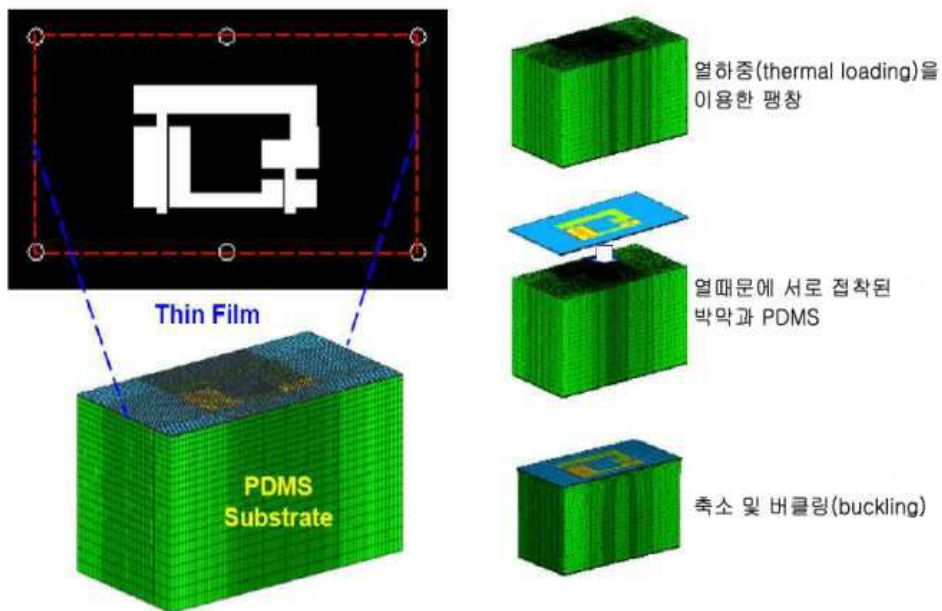 Thin Film
PDMS
Substrate
열하중(thermal loading)을
이용한 팽창
열때문에 서로 접착된
박막과 PDMS
축소 및 버클링(buckling)